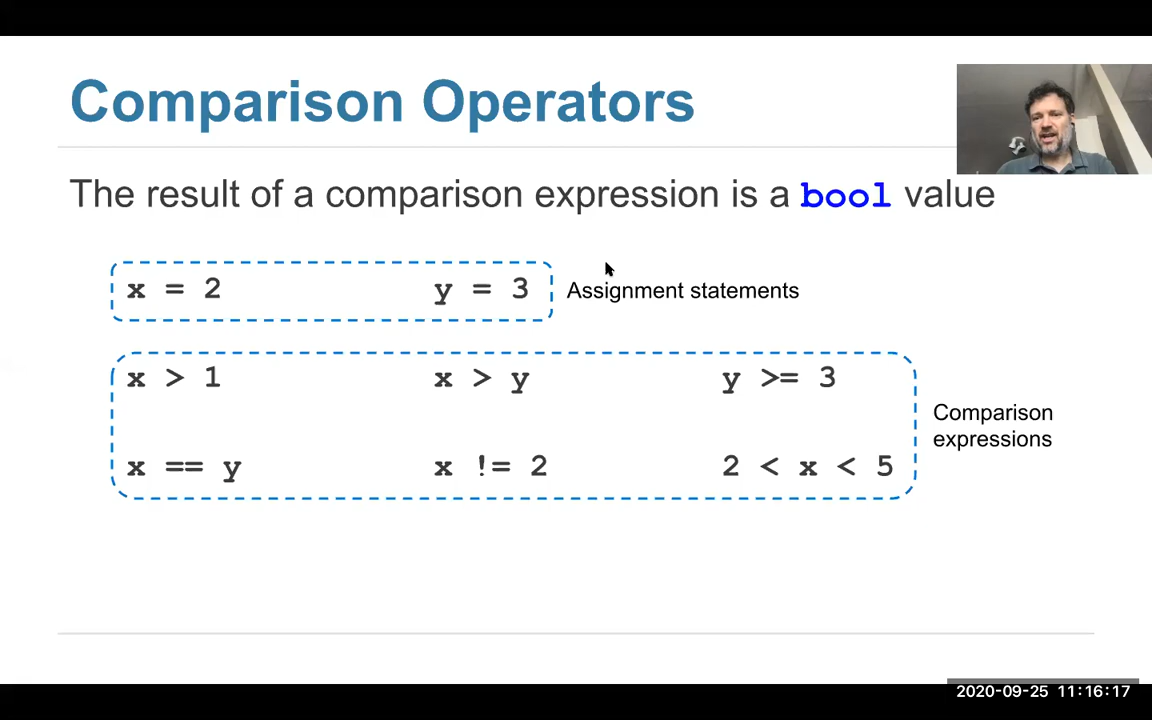 Comparison Operators
The result of a comparison expression is a bool value
x = 2 y = 3 Assignment statements
x > 1 x > y y >= 3
Comparison
expressions
x == y x != 2 2 < x < 5
2020-09-25 11:16:17